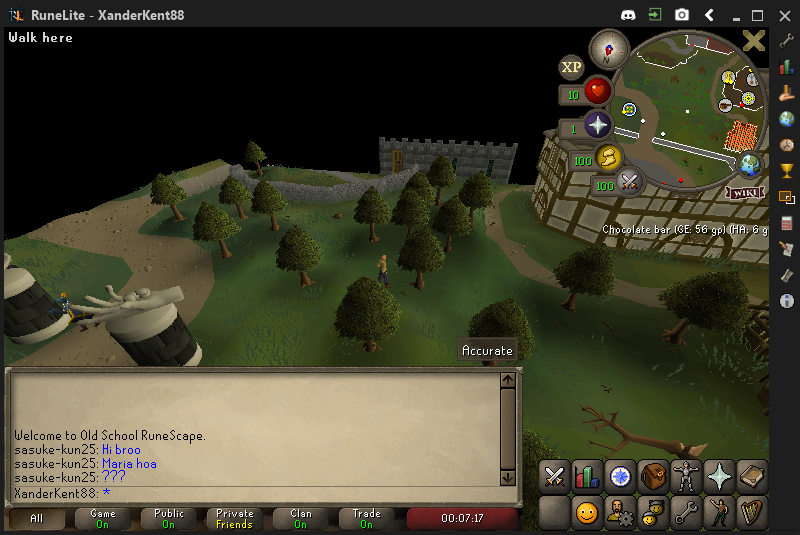 RuneLite - XanderKent88
Walk here
N
XP
10
1
100
100
WIKI
Chocolate bar (GE: 56 gp) (HA: 6 g
Accurate
Welcome to Old School RuneScape.
sasuke-kun25: Hi broo
sasuke-kun25: Maria hoa
sasuke-kun25: ???
XanderKent88: *
All
Game
On
Public
On
Private
Friends
Clan
On
Trade
On
00:07:17